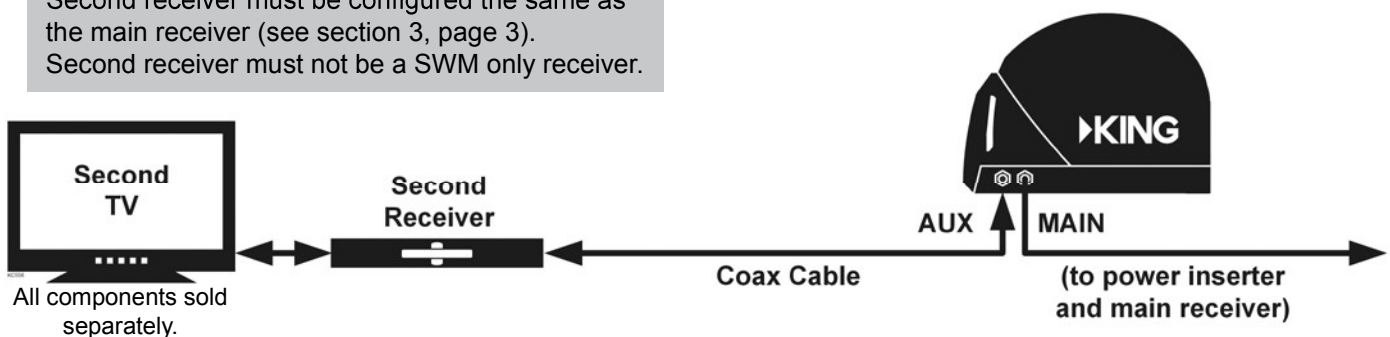 Second receiver must be configured the same as
the main receiver (see section 3, page 3).
Second receiver must not be a SWM only receiver.
KING
Second
TV
Second
Receiver
AUX
MAIN
Coax Cable
(to power inserter
and main receiver)
All components sold
separately.